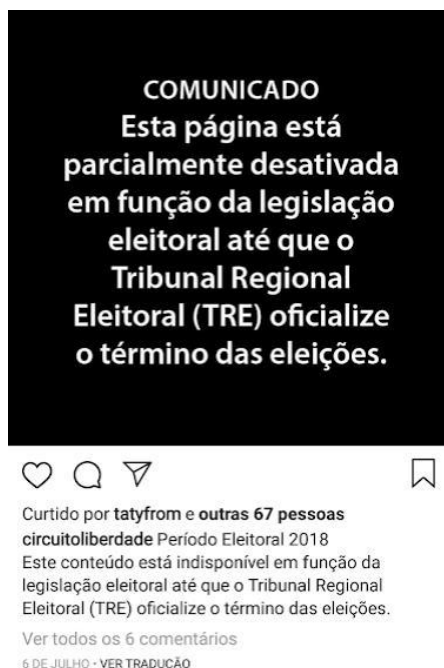 COMUNICADO
Esta página está
parcialmente desativada
em função da legislação
eleitoral até que o
Tribunal Regional
Eleitoral (TRE) oficialize
o término das eleições.
Curtido por tatyfrom e outras 67 pessoas
circuitoliberdade Período Eleitoral 2018
Este conteúdo está indisponível em função da
legislação eleitoral até que o Tribunal Regional
Eleitoral (TRE) oficialize o término das eleições.
Ver todos os 6 comentários
6 DE JULHO • VER TRADUÇÃO